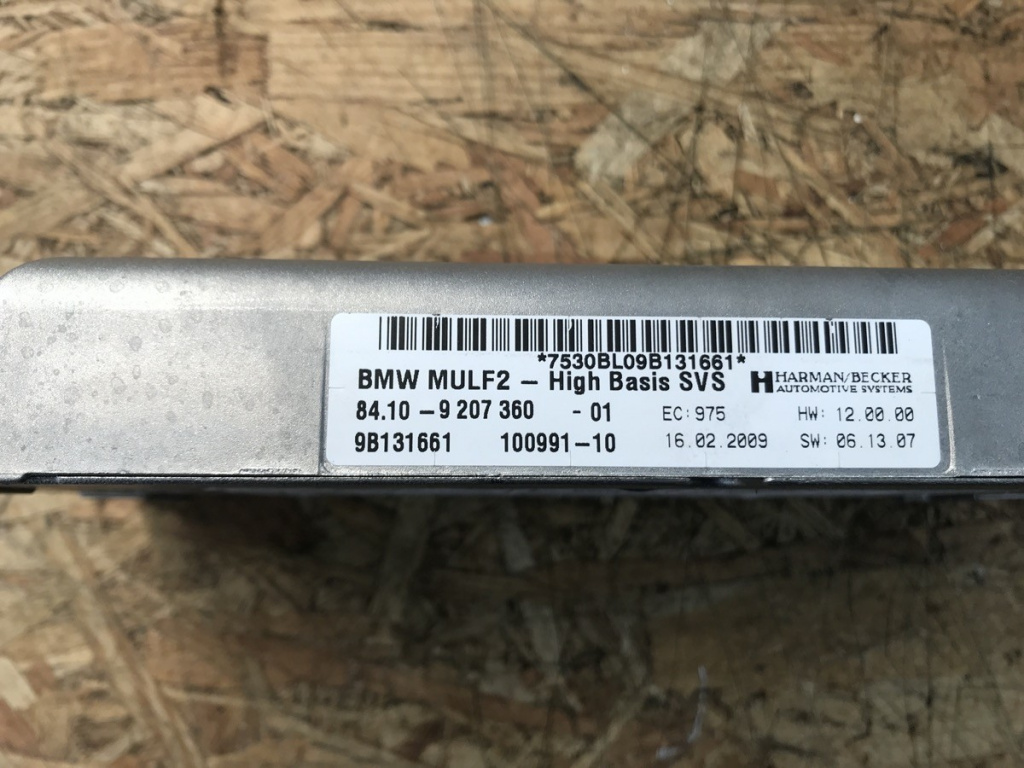 *7530BL09B131661*
BMW MULF2 – High Basis SVS HARMAN/BECKER
AUTOMOTIVE SYSTEMS
84.10 – 9 207 360 - 01 EC: 975 HW: 12.00.00
9B131661 100991–10 16.02.2009 SW: 06.13.07